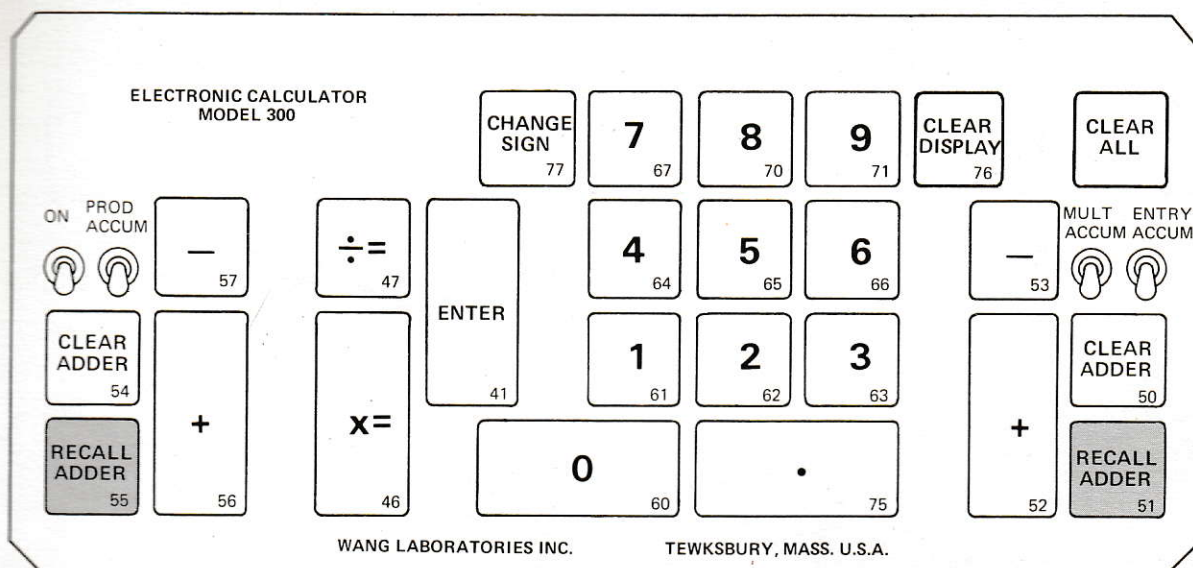 ELECTRONIC CALCULATOR
MODEL 300
CHANGE
SIGN
77
7
67
8
70
9
71
CLEAR
DISPLAY
76
CLEAR
ALL
ON
PROD
ACCUM
−
57
÷=
47
ENTER
41
4
64
5
65
6
66
−
53
MULT
ACCUM
ENTRY
ACCUM
CLEAR
ADDER
54
+
56
x=
46
1
61
2
62
3
63
+
52
CLEAR
ADDER
50
RECALL
ADDER
55
0
60
.
75
RECALL
ADDER
51
WANG LABORATORIES INC.
TEWKSBURY, MASS. U.S.A.